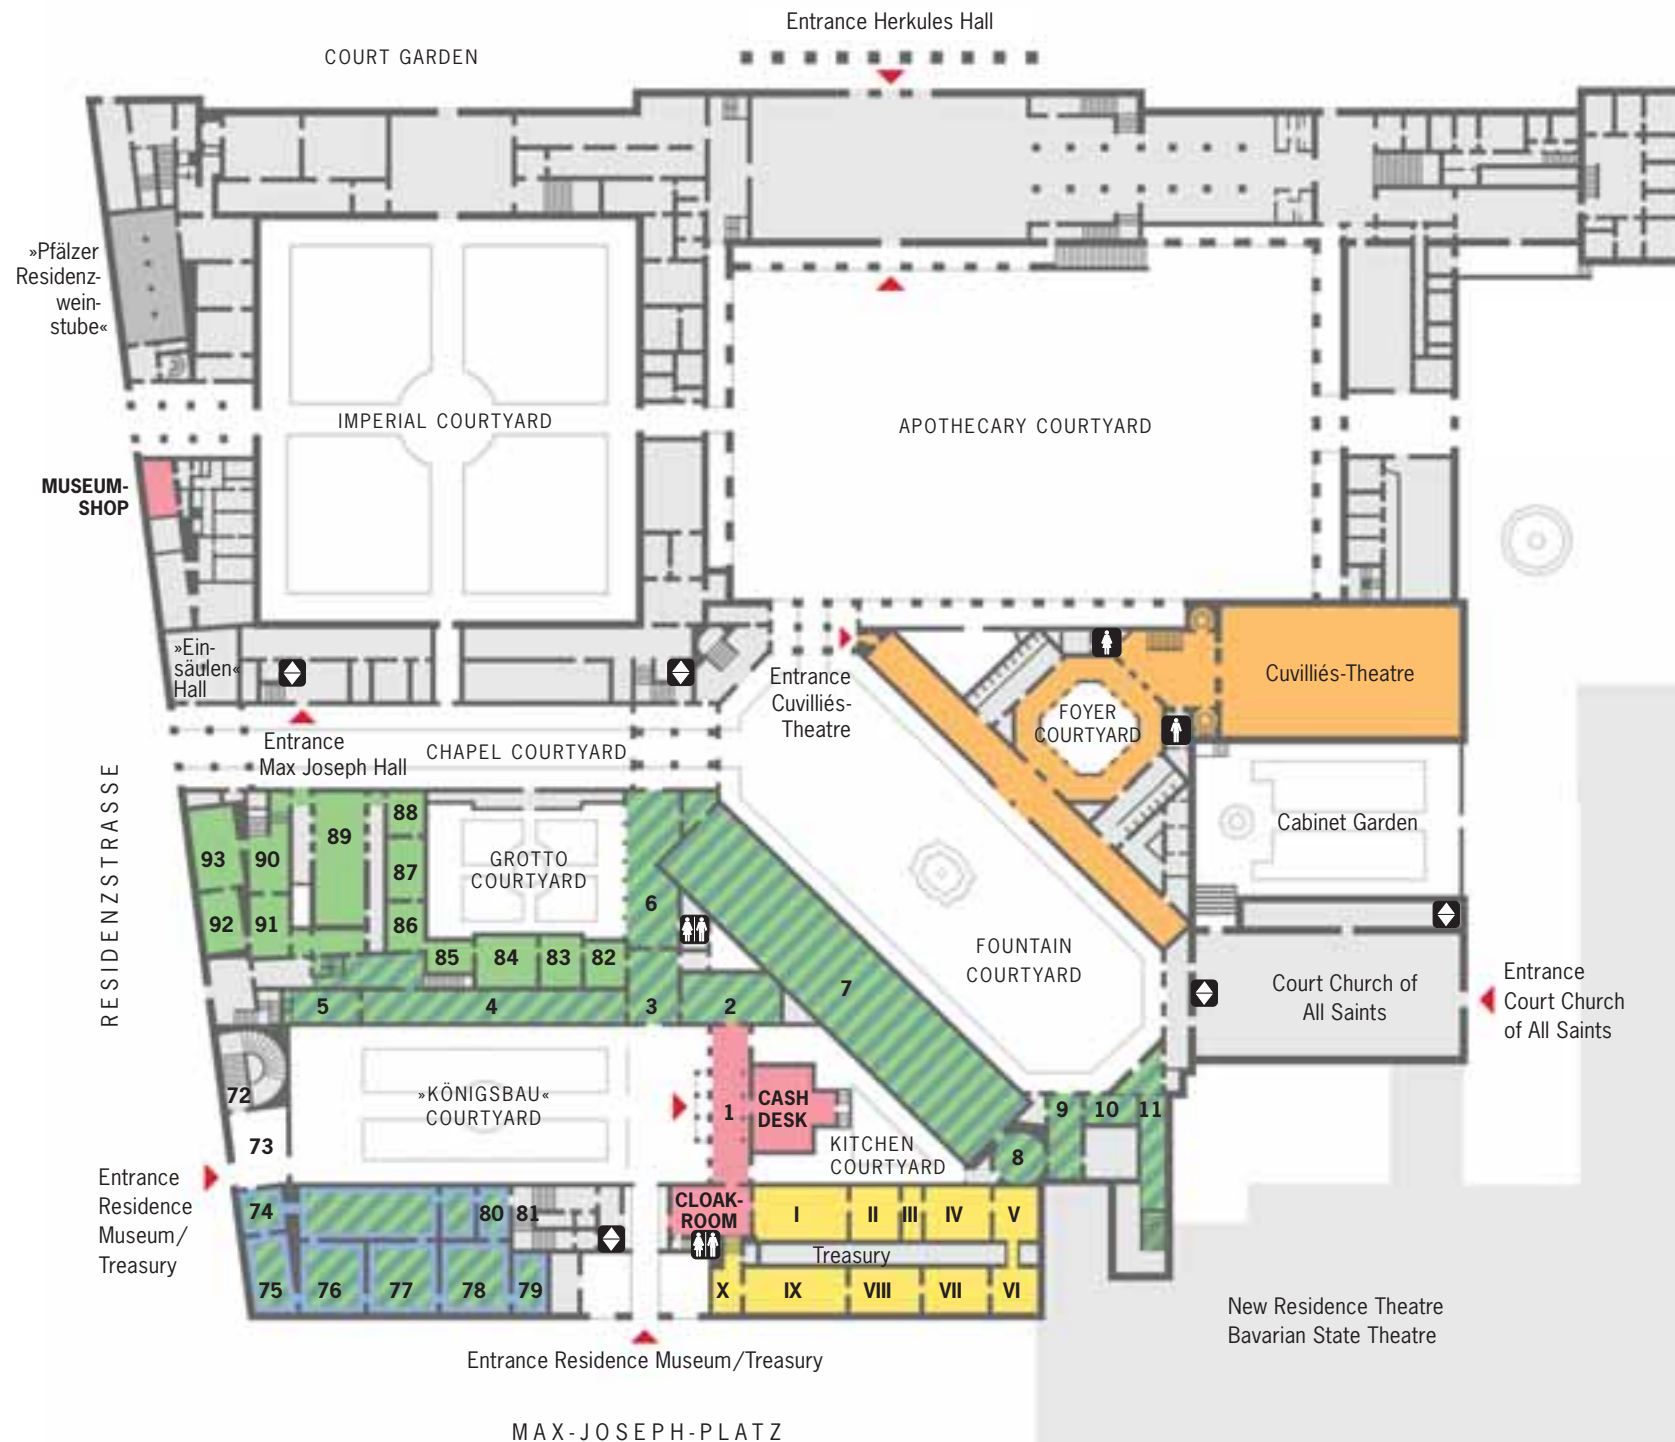 Entrance Herkules Hall
COURT GARDEN
»Pfälzer
Residenz-
wein-
stube«
IMPERIAL COURTYARD
APOTHECARY COURTYARD
MUSEUM-
SHOP
»Ein-
säulen«
Hall
Entrance
Cuvilliés-
Theatre
Cuvilliés-Theatre
FOYER
COURTYARD
Entrance
Max Joseph Hall
CHAPEL COURTYARD
RESIDENZSTRASSE
Cabinet Garden
88
89
93
90
87
92
91
86
GROTTO
COURTYARD
6
85
84
83
82
7
FOUNTAIN
COURTYARD
5
4
3
2
Court Church of
All Saints
Entrance
Court Church
of All Saints
72
»KÖNIGSBAU«
COURTYARD
1
CASH
DESK
9
10
11
73
KITCHEN
COURTYARD
8
Entrance
Residence
Museum/
Treasury
74
80
81
CLOAK-
ROOM
I
II
III
IV
V
Treasury
75
76
77
78
79
X
IX
VIII
VII
VI
New Residence Theatre
Bavarian State Theatre
Entrance Residence Museum/Treasury
MAX-JOSEPH-PLATZ